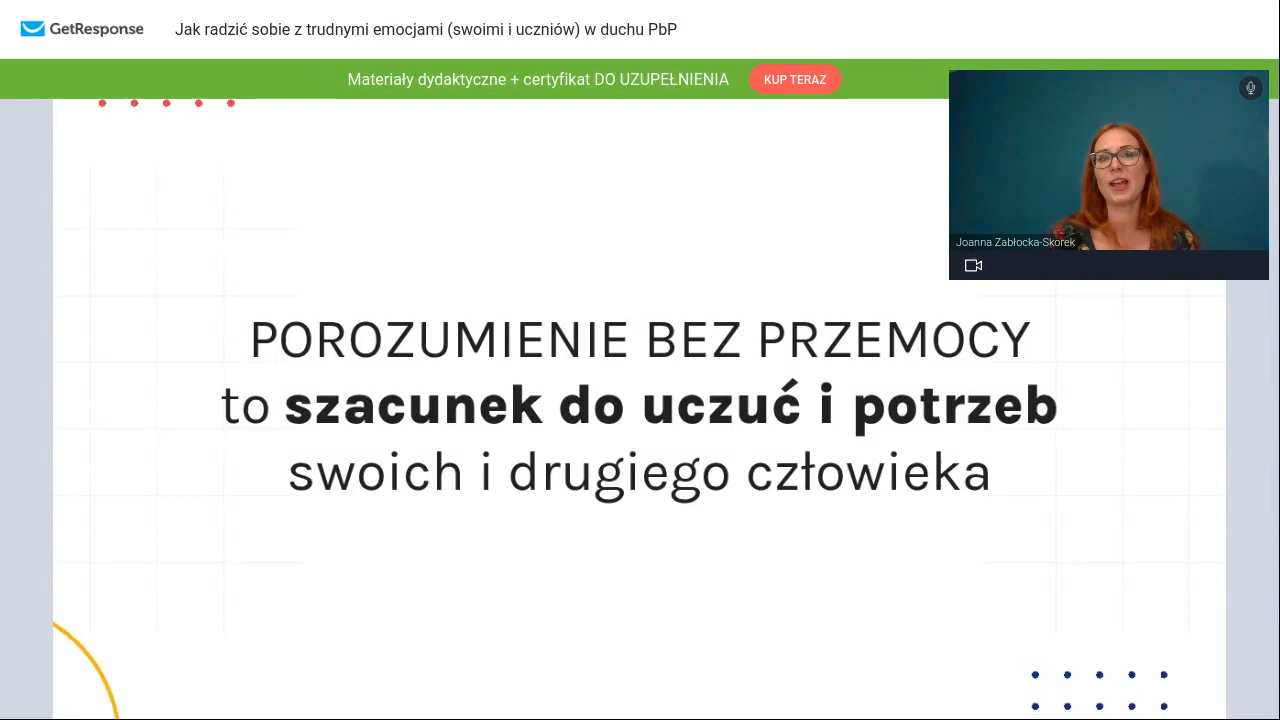 GetResponse
Jak radzić sobie z trudnymi emocjami (swoimi i uczniów) w duchu PbP
Materiały dydaktyczne + certyfikat DO UZUPEŁNIENIA
KUP TERAZ
Joanna Zabłocka-Skorek
POROZUMIENIE BEZ PRZEMOCY
to szacunek do uczuć i potrzeb
swoich i drugiego człowieka